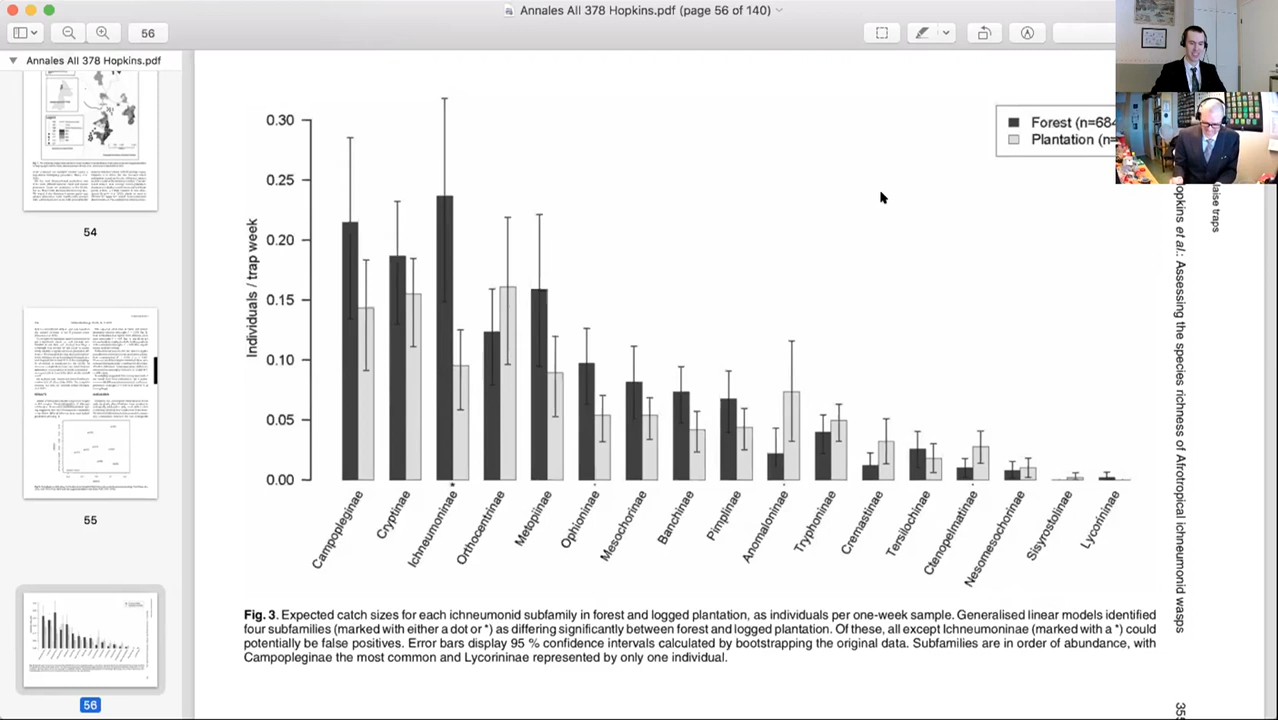 Annales All 378 Hopkins.pdf (page 56 of 140)
56
Annales All 378 Hopkins.pdf
54
55
56
Forest (n=684
Plantation (n=
0.30
0.25
0.20
0.15
0.10
0.05
0.00
Individuals / trap week
Campopleginae
Cryptinae
Ichneumoninae
*
Orthocentrinae
Metopiinae
Ophioninae
Mesochorinae
Banchinae
Pimplinae
Anomaloninae
Tryphoninae
Cremastinae
Tersilochinae
Ctenopelmatinae
Nesomesochorinae
Sisyrostolinae
Lycorininae
Fig. 3. Expected catch sizes for each ichneumonid subfamily in forest and logged plantation, as individuals per one-week sample. Generalised linear models identified
four subfamilies (marked with either a dot or *) as differing significantly between forest and logged plantation. Of these, all except Ichneumoninae (marked with a *) could
potentially be false positives. Error bars display 95 % confidence intervals calculated by bootstrapping the original data. Subfamilies are in order of abundance, with
Campopleginae the most common and Lycorininae represented by only one individual.
laise traps
opkins et al.: Assessing the species richness of Afrotropical ichneumonid wasps
35